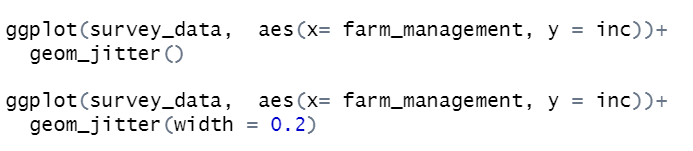 ggplot(survey_data,  aes(x= farm_management, y = inc))+
  geom_jitter()
ggplot(survey_data,  aes(x= farm_management, y = inc))+
  geom_jitter(width = 0.2)